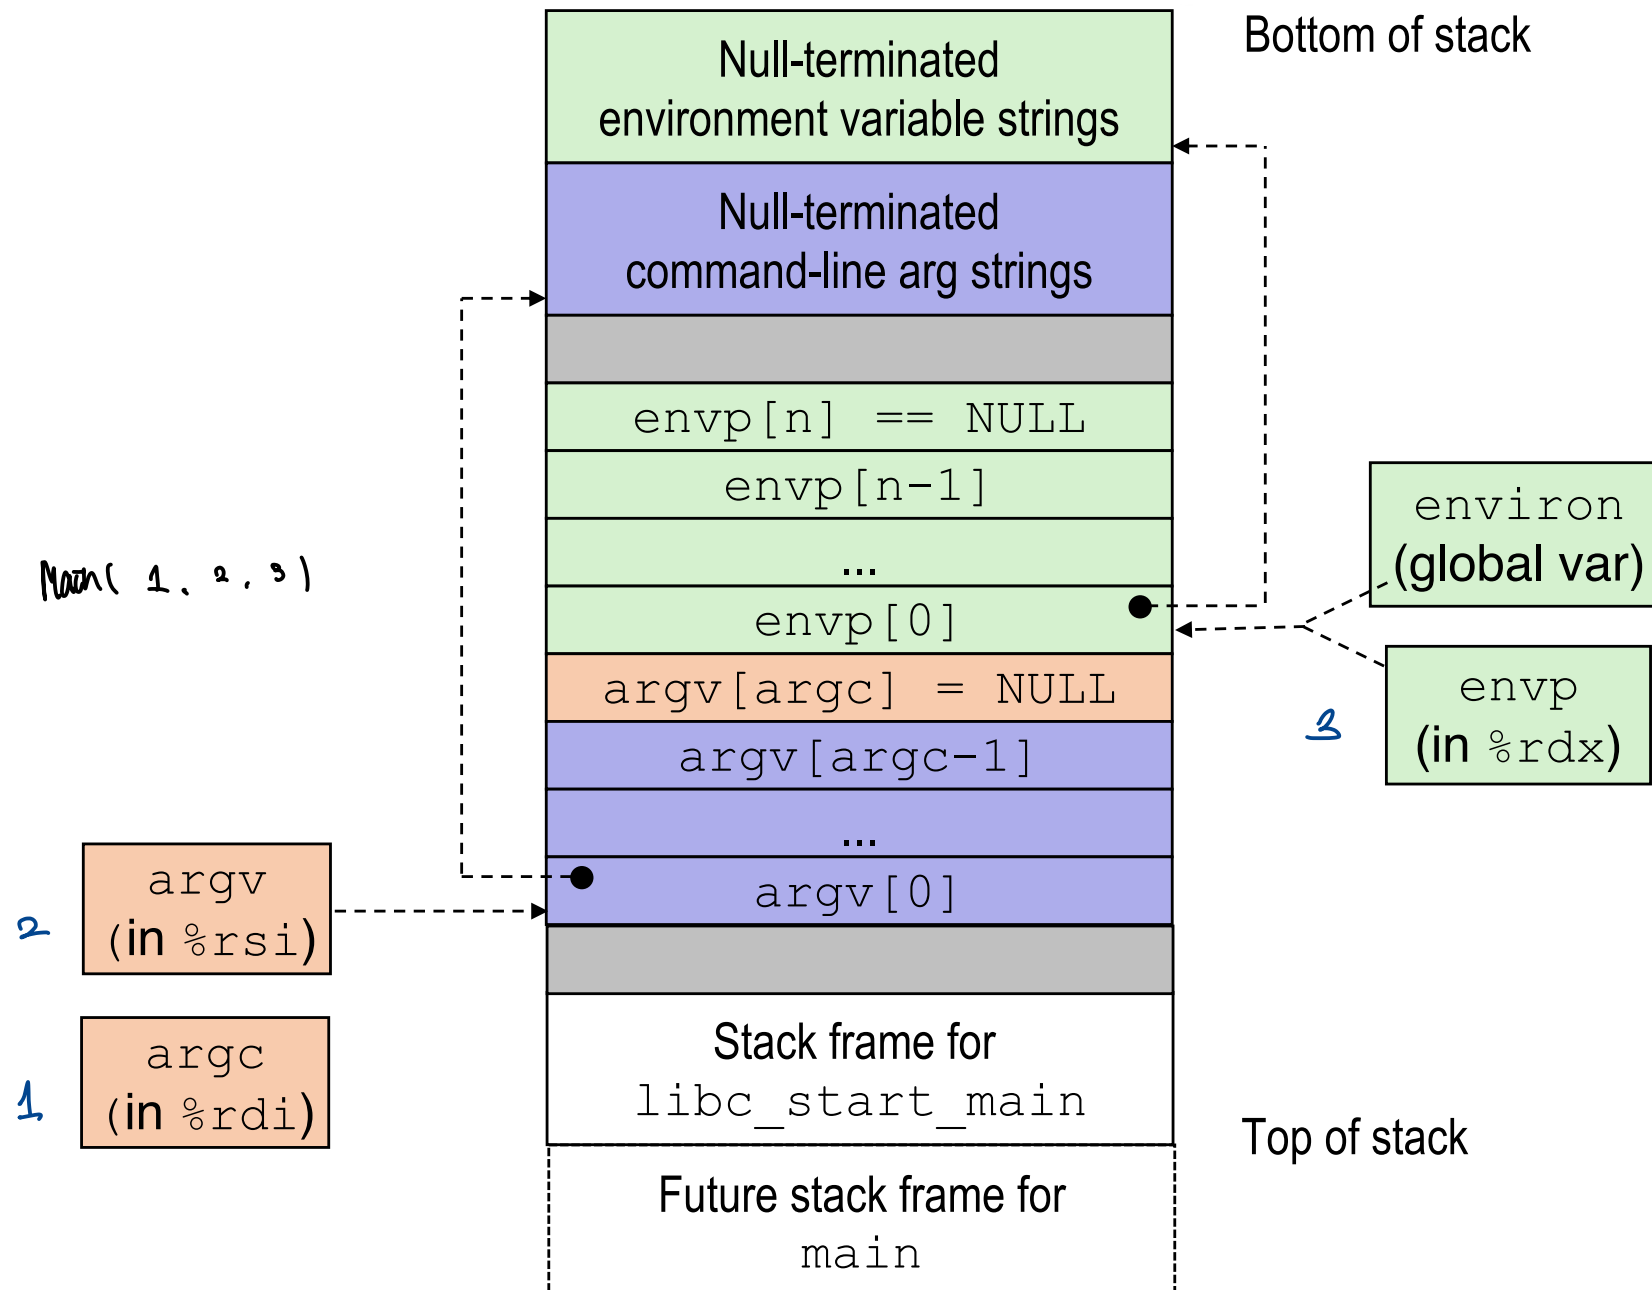 Bottom of stack
Null-terminated
environment variable strings
Null-terminated
command-line arg strings
envp[n] == NULL
envp[n-1]
...
envp[0]
environ
(global var)
envp
(in %rdx)
3
Main( 1, 2, 3)
argv[argc] = NULL
argv[argc-1]
...
argv[0]
argv
(in %rsi)
2
argc
(in %rdi)
1
Stack frame for
libc_start_main
Top of stack
Future stack frame for
main